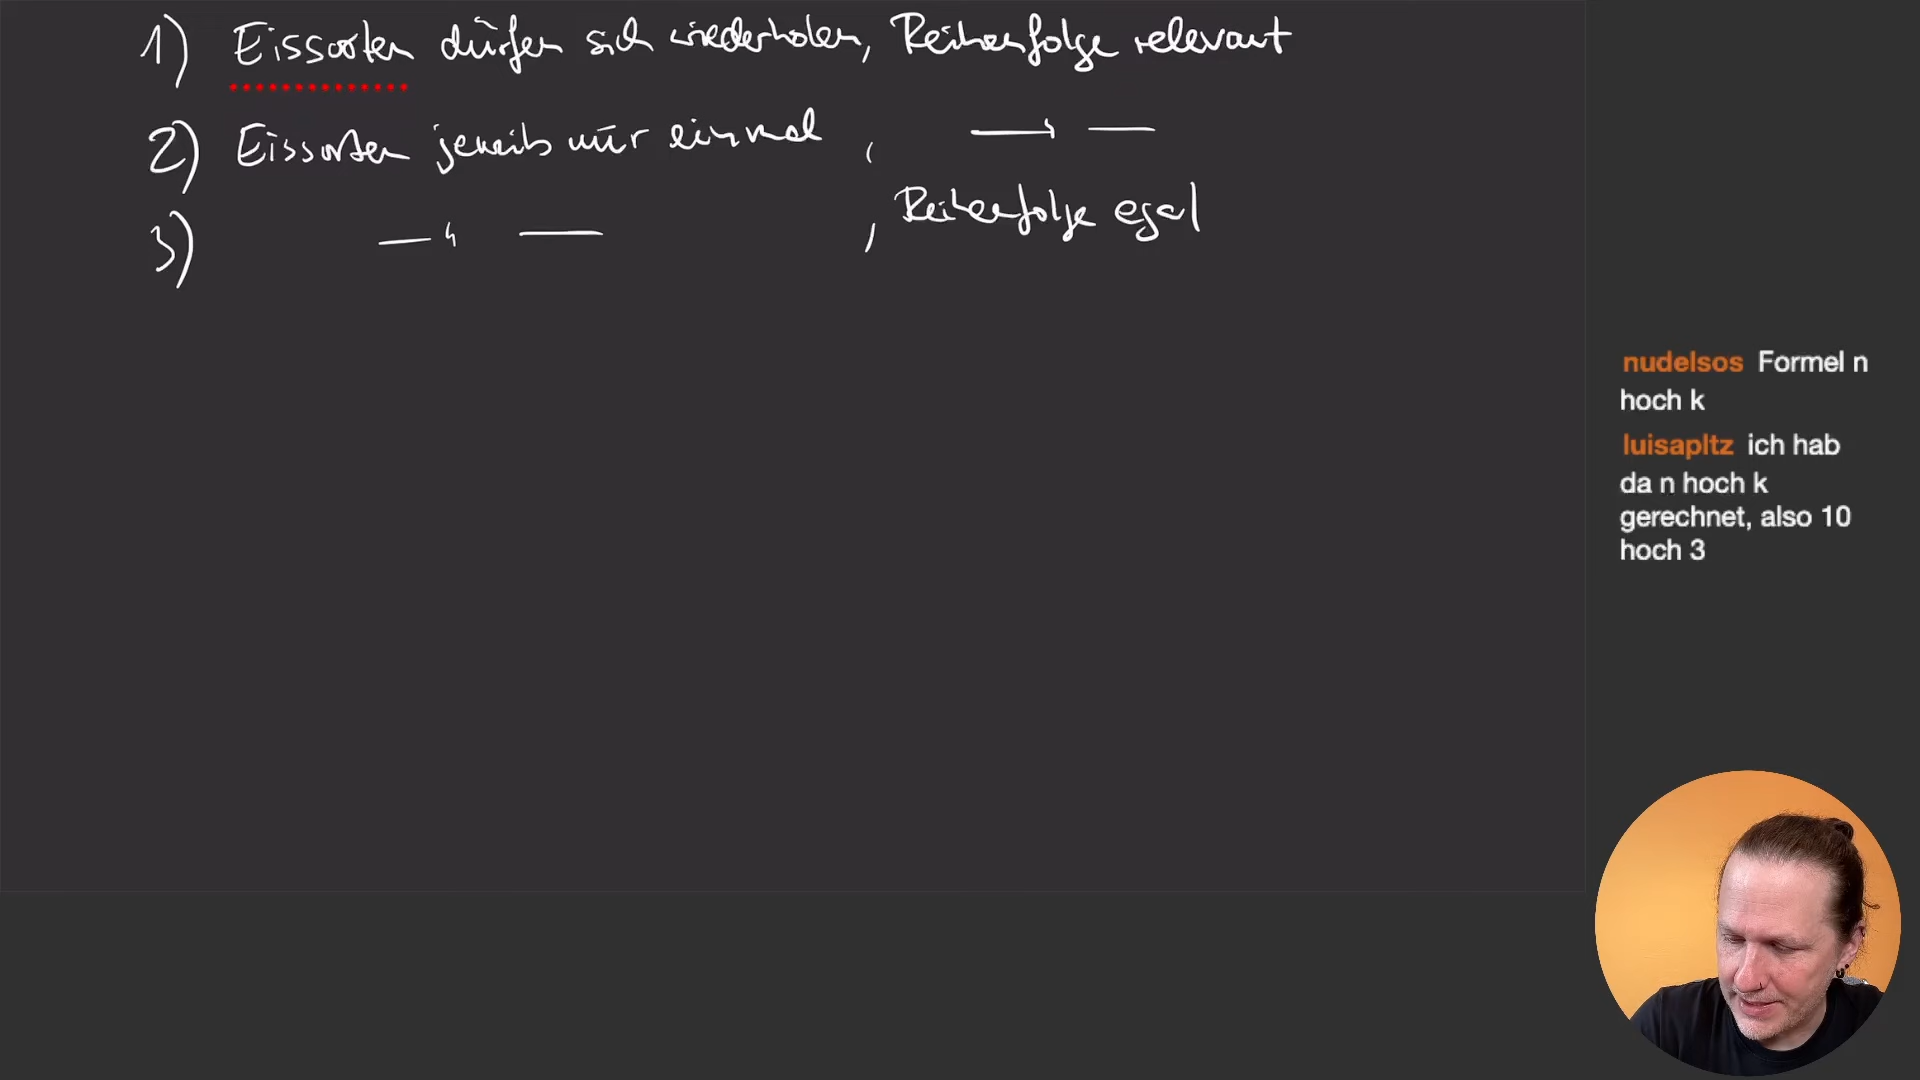 1) Eissorten dürfen sich wiederholen, Reihenfolge relevant
2) Eissorten jeweils nur einmal, — " —
3) — " —, Reihenfolge egal
nudelsos Formel n
hoch k
luisapltz ich hab
da n hoch k
gerechnet, also 10
hoch 3